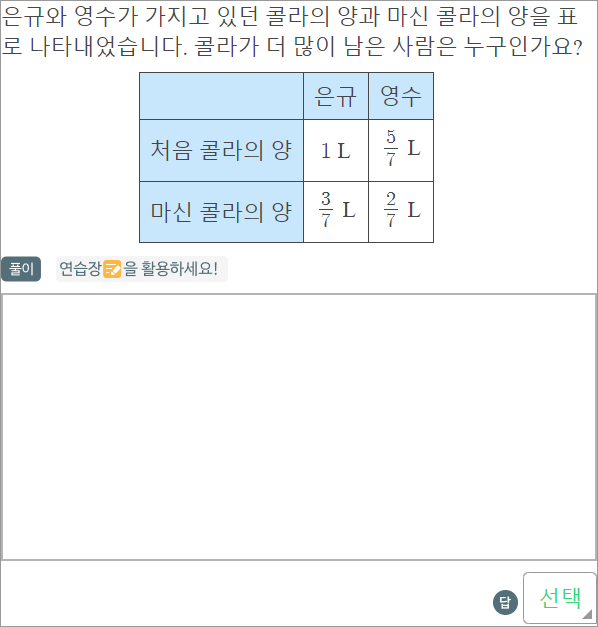 은규와 영수가 가지고 있던 콜라의 양과 마신 콜라의 양을 표
로 나타내었습니다. 콜라가 더 많이 남은 사람은 누구인가요?
은규 영수
처음 콜라의 양 1 L 5/7 L
마신 콜라의 양 3/7 L 2/7 L
풀이 연습장을 활용하세요!
답 선택